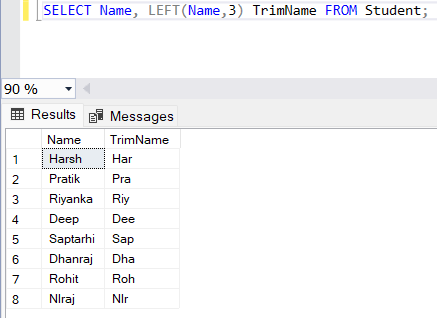 SELECT Name, LEFT(Name,3) TrimName FROM Student;
90 %
Results Messages
Name TrimName
1 Harsh Har
2 Pratik Pra
3 Riyanka Riy
4 Deep Dee
5 Saptarhi Sap
6 Dhanraj Dha
7 Rohit Roh
8 NIraj NIr